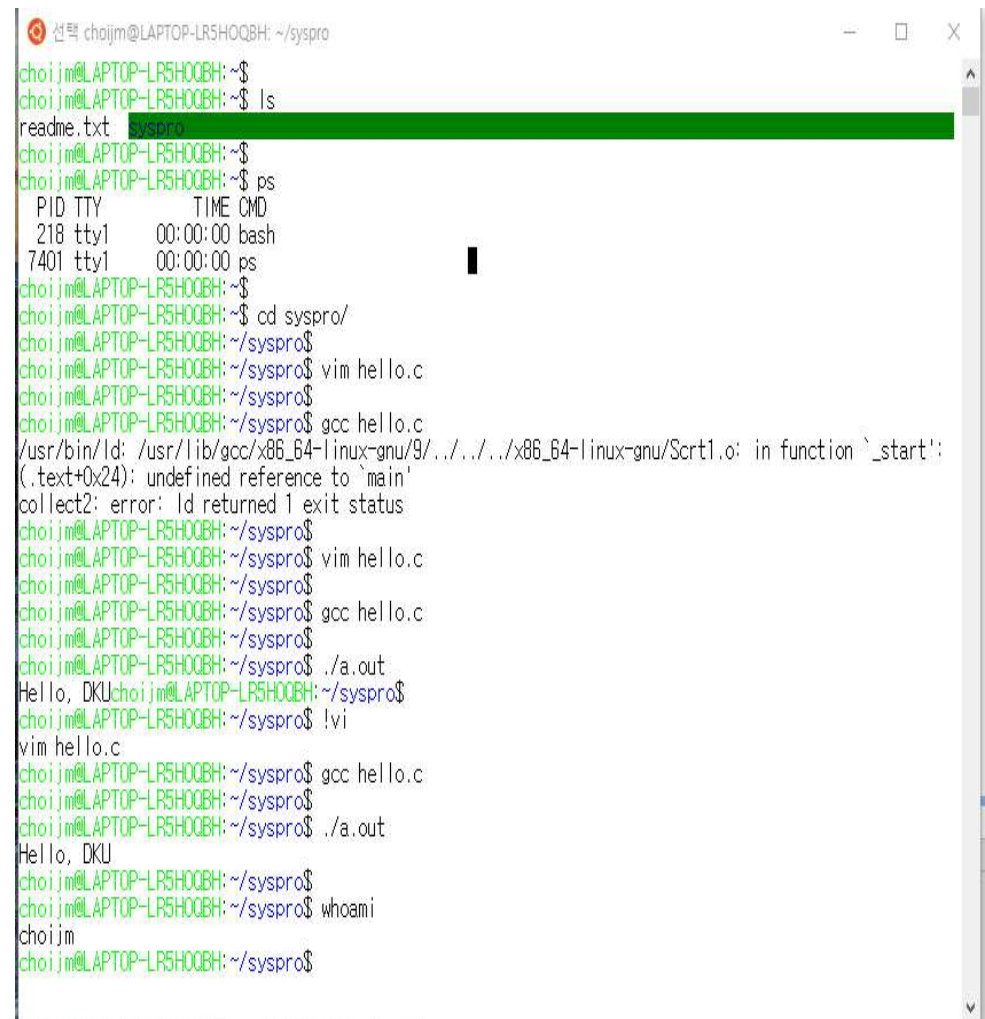 선택 choijm@LAPTOP-LR5HOQBH: ~/syspro
choijm@LAPTOP-LR5HOQBH:~$
choijm@LAPTOP-LR5HOQBH:~$ ls
readme.txt  syspro
choijm@LAPTOP-LR5HOQBH:~$
choijm@LAPTOP-LR5HOQBH:~$ ps
  PID TTY          TIME CMD
  218 tty1     00:00:00 bash
 7401 tty1     00:00:00 ps
choijm@LAPTOP-LR5HOQBH:~$
choijm@LAPTOP-LR5HOQBH:~$ cd syspro/
choijm@LAPTOP-LR5HOQBH:~/syspro$
choijm@LAPTOP-LR5HOQBH:~/syspro$ vim hello.c
choijm@LAPTOP-LR5HOQBH:~/syspro$
choijm@LAPTOP-LR5HOQBH:~/syspro$ gcc hello.c
/usr/bin/ld: /usr/lib/gcc/x86_64-linux-gnu/9/../../../x86_64-linux-gnu/Scrt1.o: in function `_start':
(.text+0x24): undefined reference to `main'
collect2: error: ld returned 1 exit status
choijm@LAPTOP-LR5HOQBH:~/syspro$
choijm@LAPTOP-LR5HOQBH:~/syspro$ vim hello.c
choijm@LAPTOP-LR5HOQBH:~/syspro$
choijm@LAPTOP-LR5HOQBH:~/syspro$ gcc hello.c
choijm@LAPTOP-LR5HOQBH:~/syspro$
choijm@LAPTOP-LR5HOQBH:~/syspro$ ./a.out
Hello, DKUchoijm@LAPTOP-LR5HOQBH:~/syspro$
choijm@LAPTOP-LR5HOQBH:~/syspro$ !vi
vim hello.c
choijm@LAPTOP-LR5HOQBH:~/syspro$ gcc hello.c
choijm@LAPTOP-LR5HOQBH:~/syspro$
choijm@LAPTOP-LR5HOQBH:~/syspro$ ./a.out
Hello, DKU
choijm@LAPTOP-LR5HOQBH:~/syspro$
choijm@LAPTOP-LR5HOQBH:~/syspro$ whoami
choijm
choijm@LAPTOP-LR5HOQBH:~/syspro$